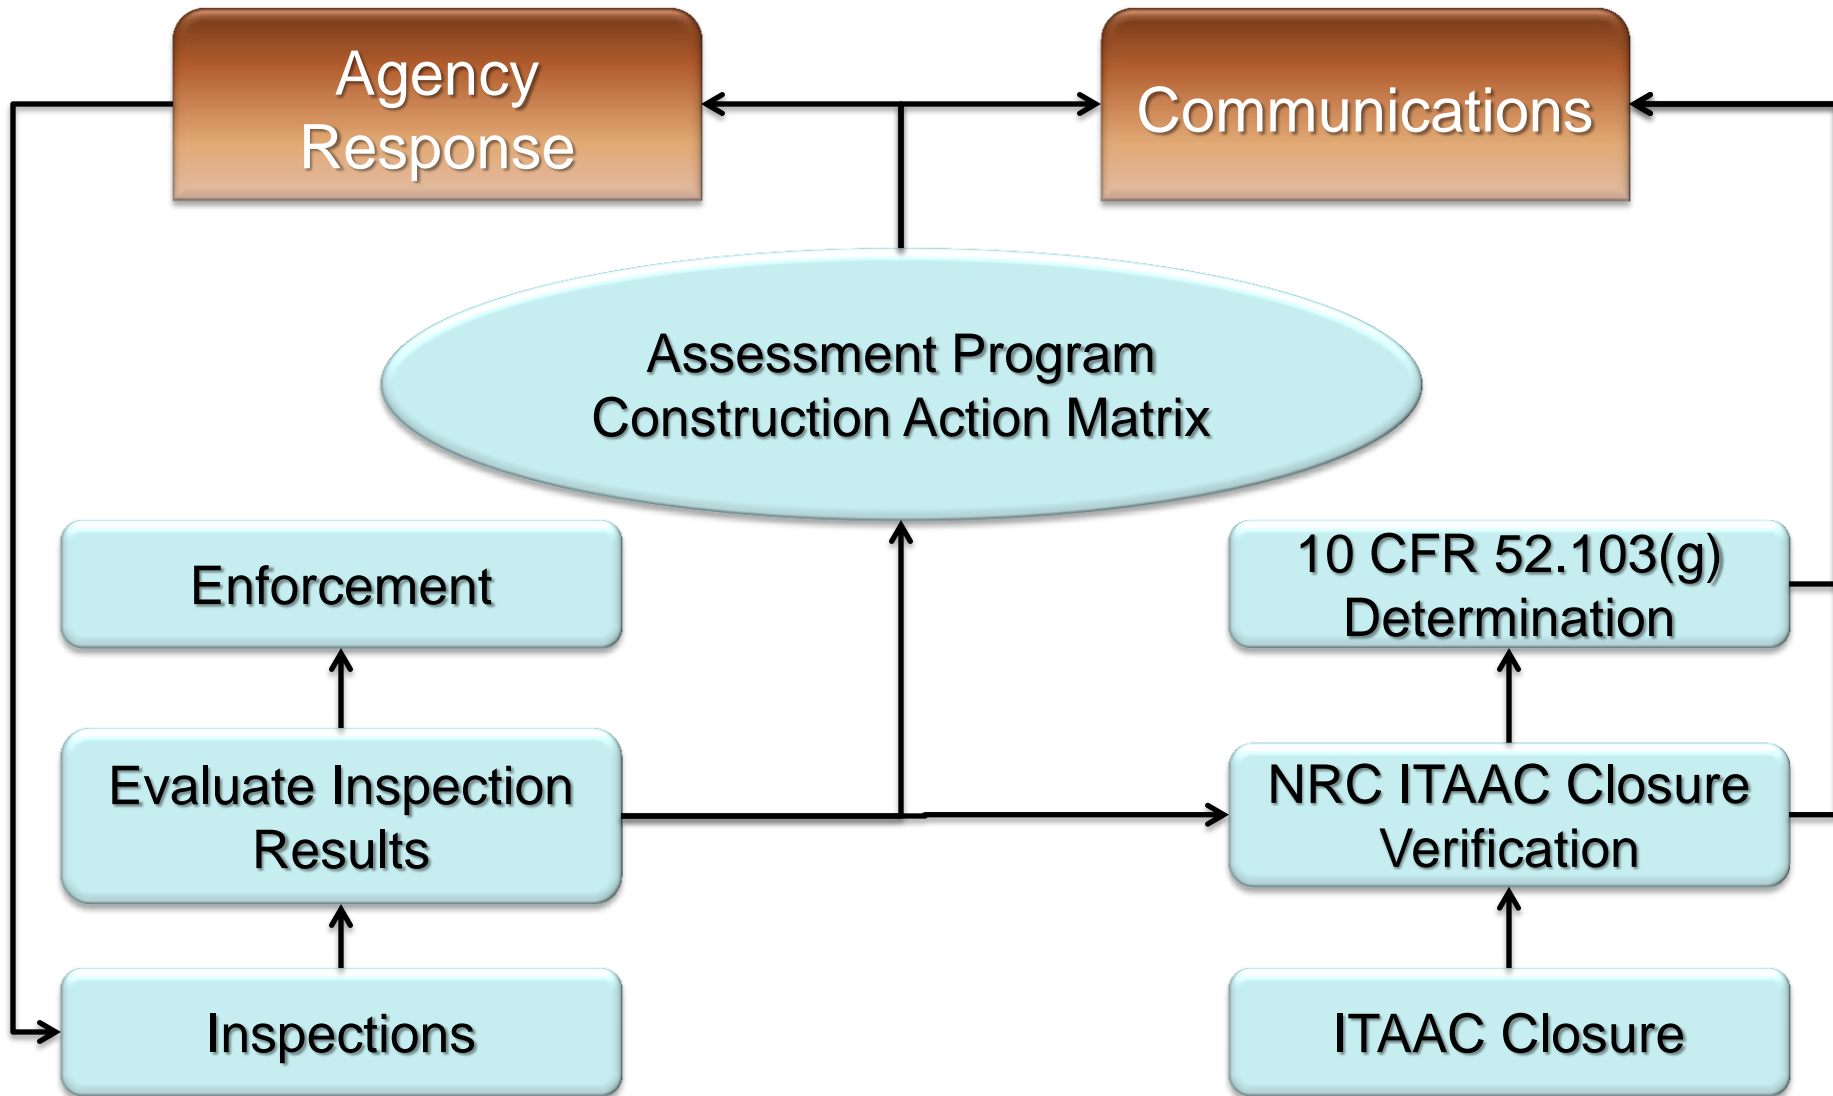 Agency
Response
Communications
Assessment Program
Construction Action Matrix
Enforcement
10 CFR 52.103(g)
Determination
Evaluate Inspection
Results
NRC ITAAC Closure
Verification
Inspections
ITAAC Closure